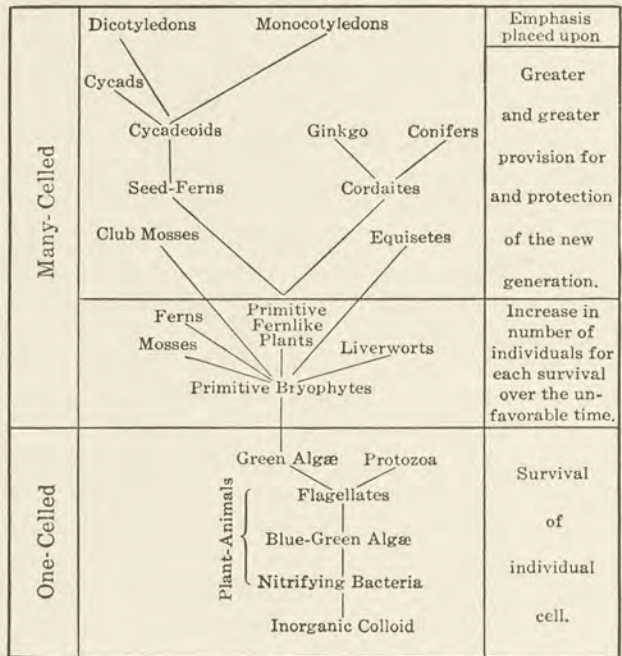 Dicotyledons Monocotyledons
Emphasis
placed upon
Cycads
Cycadeoids Ginkgo Conifers
Seed-Ferns Cordaites
Club Mosses Equisetes
Greater
and greater
provision for
and protection
of the new
generation.
Many-Celled
Ferns
Primitive
Fernlike
Plants
Mosses
Liverworts
Primitive Bryophytes
Increase in
number of
individuals for
each survival
over the un-
favorable time.
One-Celled
Green Algæ Protozoa
Plant-Animals
Flagellates
Blue-Green Algæ
Nitrifying Bacteria
Inorganic Colloid
Survival
of
individual
cell.